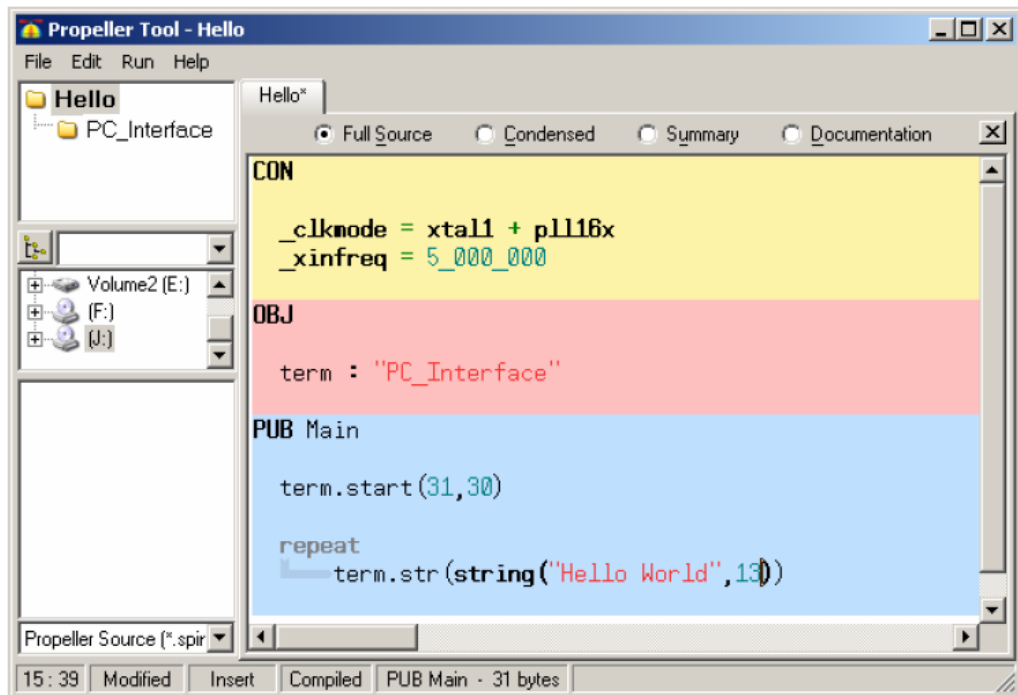 Propeller Tool - Hello
File Edit Run Help
Hello
PC_Interface
Hello*
Full Source Condensed Summary Documentation
CON
_clkmode = xtal1 + pll16x
_xinfreq = 5_000_000
OBJ
term : "PC_Interface"
PUB Main
term.start(31,30)
repeat
term.str(string("Hello World",13))
Volume2 (E:)
(F:)
(J:)
Propeller Source (*.spir
15 : 39 Modified Insert Compiled PUB Main - 31 bytes